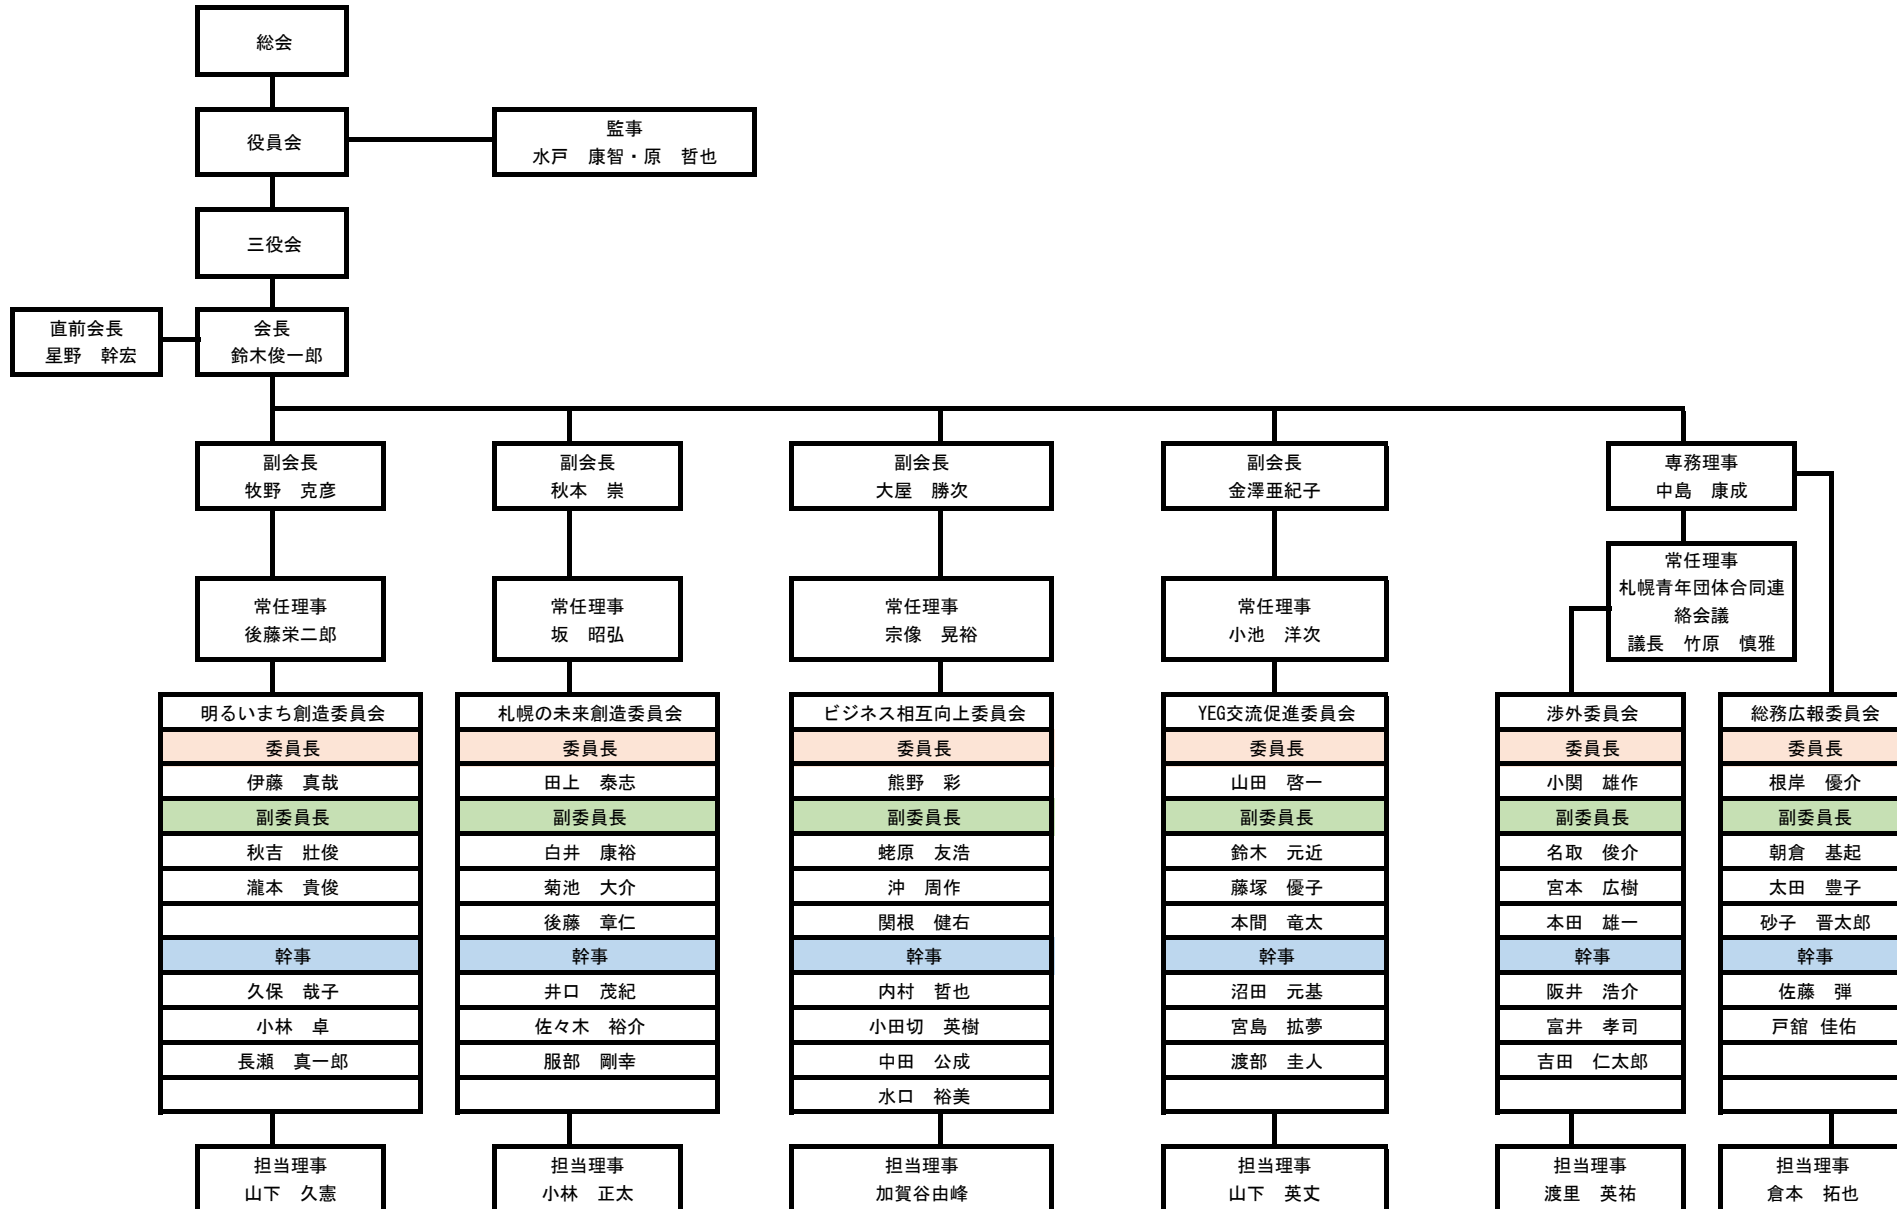 総会
役員会
監事
水戸　康智・原　哲也
三役会
直前会長
星野　幹宏
会長
鈴木俊一郎
副会長
牧野　克彦
副会長
秋本　崇
副会長
大屋　勝次
副会長
金澤亜紀子
専務理事
中島　康成
常任理事
後藤栄二郎
常任理事
坂　昭弘
常任理事
宗像　晃裕
常任理事
小池　洋次
常任理事
札幌青年団体合同連
絡会議
議長　竹原　慎雅
明るいまち創造委員会
委員長
伊藤　真哉
副委員長
秋吉　壯俊
瀧本　貴俊
幹事
久保　哉子
小林　卓
長瀬　真一郎
担当理事
山下　久憲
札幌の未来創造委員会
委員長
田上　泰志
副委員長
白井　康裕
菊池　大介
後藤　章仁
幹事
井口　茂紀
佐々木　裕介
服部　剛幸
担当理事
小林　正太
ビジネス相互向上委員会
委員長
熊野　彩
副委員長
蛯原　友浩
沖　周作
関根　健右
幹事
内村　哲也
小田切　英樹
中田　公成
水口　裕美
担当理事
加賀谷由峰
YEG交流促進委員会
委員長
山田　啓一
副委員長
鈴木　元近
藤塚　優子
本間　竜太
幹事
沼田　元基
宮島　拡夢
渡部　圭人
担当理事
山下　英丈
渉外委員会
委員長
小関　雄作
副委員長
名取　俊介
宮本　広樹
本田　雄一
幹事
阪井　浩介
富井　孝司
吉田　仁太郎
担当理事
渡里　英祐
総務広報委員会
委員長
根岸　優介
副委員長
朝倉　基起
太田　豊子
砂子　晋太郎
幹事
佐藤　弾
戸舘 佳佑
担当理事
倉本　拓也